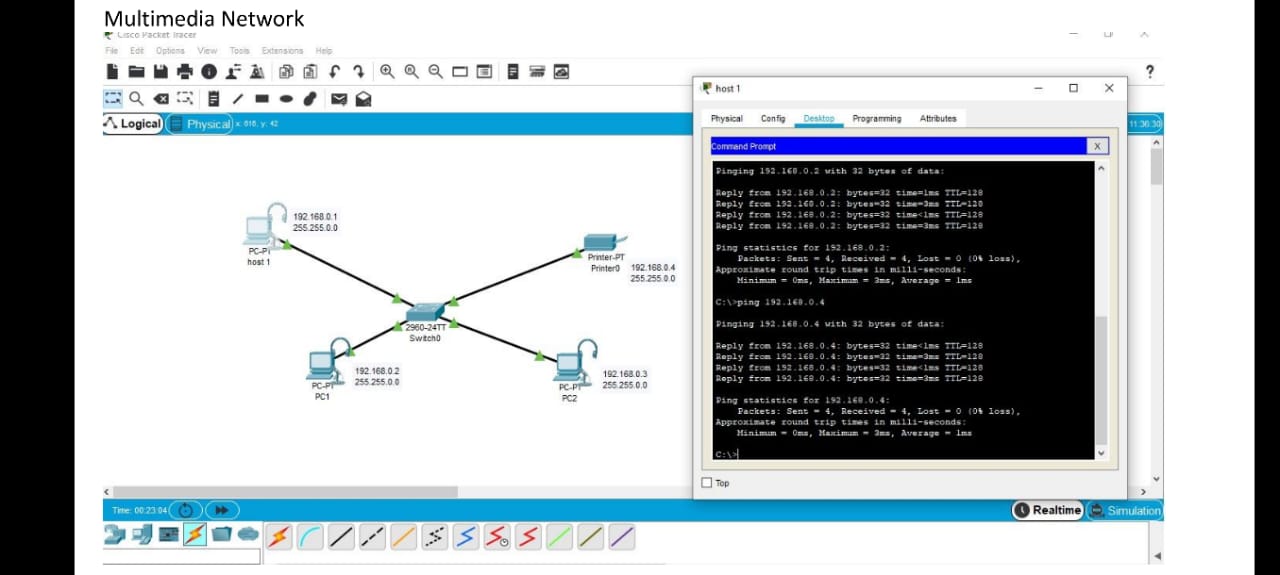 Multimedia Network
Cisco Packet Tracer
File Edit Options View Tools Extensions Help
?
Logical
Physical
x: 616, y: 42
11:36:30
192.168.0.1
255.255.0.0
PC-PT
host 1
Printer-PT
Printer0
192.168.0.4
255.255.0.0
2960-24TT
Switch0
192.168.0.2
255.255.0.0
PC-PT
PC1
192.168.0.3
255.255.0.0
PC-PT
PC2
host 1
Physical Config Desktop Programming Attributes
Command Prompt
X
Pinging 192.168.0.2 with 32 bytes of data:
Reply from 192.168.0.2: bytes=32 time=1ms TTL=128
Reply from 192.168.0.2: bytes=32 time=3ms TTL=128
Reply from 192.168.0.2: bytes=32 time<1ms TTL=128
Reply from 192.168.0.2: bytes=32 time=3ms TTL=128
Ping statistics for 192.168.0.2:
Packets: Sent = 4, Received = 4, Lost = 0 (0% loss),
Approximate round trip times in milli-seconds:
Minimum = 0ms, Maximum = 3ms, Average = 1ms
C:\>ping 192.168.0.4
Pinging 192.168.0.4 with 32 bytes of data:
Reply from 192.168.0.4: bytes=32 time<1ms TTL=128
Reply from 192.168.0.4: bytes=32 time=3ms TTL=128
Reply from 192.168.0.4: bytes=32 time<1ms TTL=128
Reply from 192.168.0.4: bytes=32 time=3ms TTL=128
Ping statistics for 192.168.0.4:
Packets: Sent = 4, Received = 4, Lost = 0 (0% loss),
Approximate round trip times in milli-seconds:
Minimum = 0ms, Maximum = 3ms, Average = 1ms
C:\>
Top
Time: 00:23:04
Realtime
Simulation